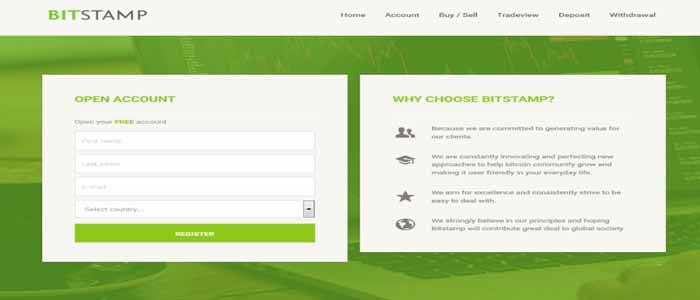 BITSTAMP
Home Account Buy / Sell Tradeview Deposit Withdrawal
OPEN ACCOUNT
Open your FREE account
First name
Last name
E-mail
Select country...
REGISTER
WHY CHOOSE BITSTAMP?
Because we are committed to generating value for
our clients.
We are constantly innovating and perfecting new
approaches to help bitcoin community grow and
making it user friendly in your everyday life.
We aim for excellence and consistently strive to be
easy to deal with.
We strongly believe in our principles and hoping
Bitstamp will contribute great deal to global society.